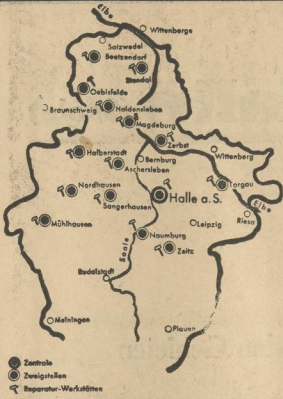 Elbe
Wittenberge
Salzwedel
Beetzendorf
Stendal
Oebisfelde
Braunschweig
Haldensleben
Magdeburg
Zerbst
Halberstadt
Wittenberg
Bernburg
Aschersleben
Nordhausen
Torgau
Sangerhausen
Halle a.S.
Elbe
Riesa
Mühlhausen
Leipzig
Saale
Naumburg
Zeitz
Rudolstadt
Meiningen
Plauen
Zentrale
Zweigstellen
Reparatur-Werkstätten